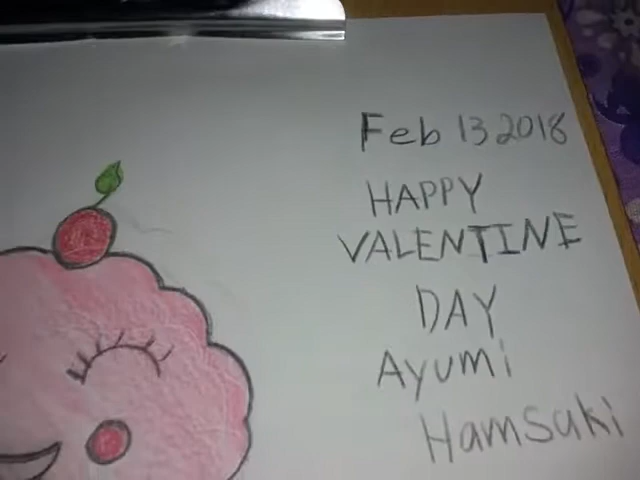 Feb 13 2018
HAPPY
VALENTINE
DAY
Ayumi
Hamsaki